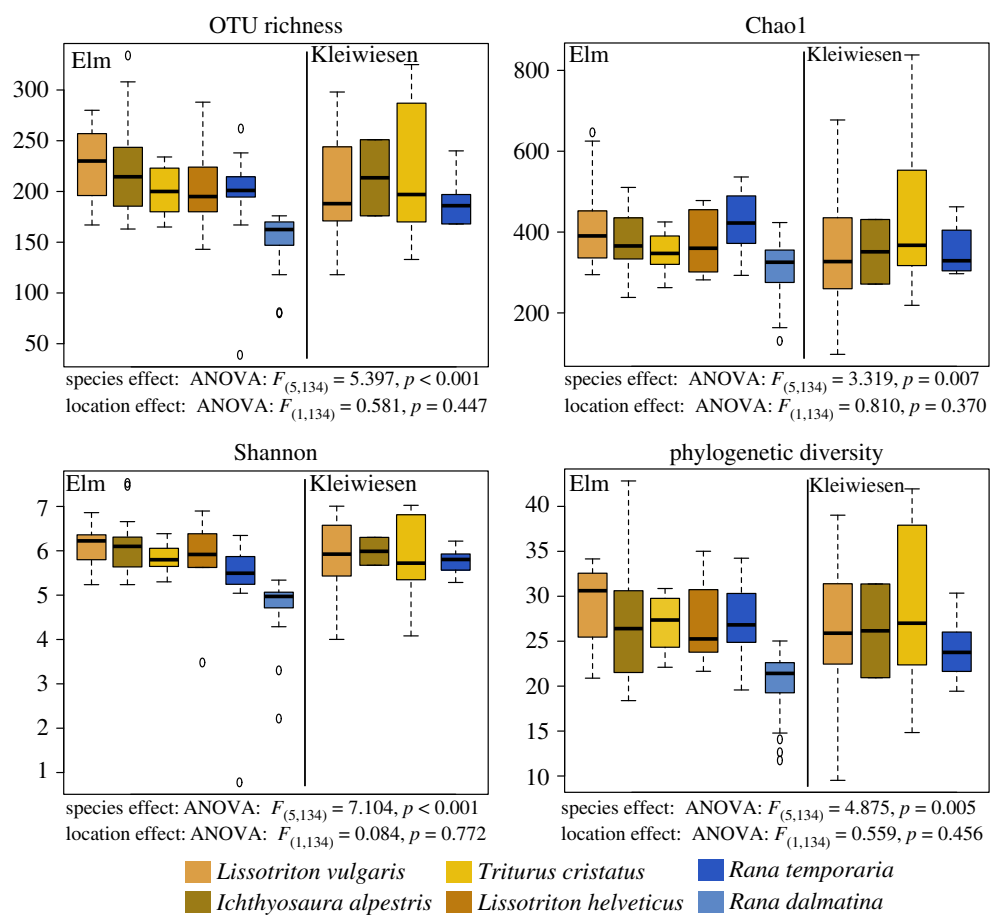 OTU richness
Elm
Kleiwiesen
300
250
200
150
100
50
species effect: ANOVA: F(5,134) = 5.397, p < 0.001
location effect: ANOVA: F(1,134) = 0.581, p = 0.447
Chao1
Elm
Kleiwiesen
800
600
400
200
species effect: ANOVA: F(5,134) = 3.319, p = 0.007
location effect: ANOVA: F(1,134) = 0.810, p = 0.370
Shannon
Elm
Kleiwiesen
7
6
5
4
3
2
1
species effect: ANOVA: F(5,134) = 7.104, p < 0.001
location effect: ANOVA: F(1,134) = 0.084, p = 0.772
phylogenetic diversity
Elm
Kleiwiesen
40
35
30
25
20
15
10
species effect: ANOVA: F(5,134) = 4.875, p = 0.005
location effect: ANOVA: F(1,134) = 0.559, p = 0.456
Lissotriton vulgaris
Triturus cristatus
Rana temporaria
Ichthyosaura alpestris
Lissotriton helveticus
Rana dalmatina